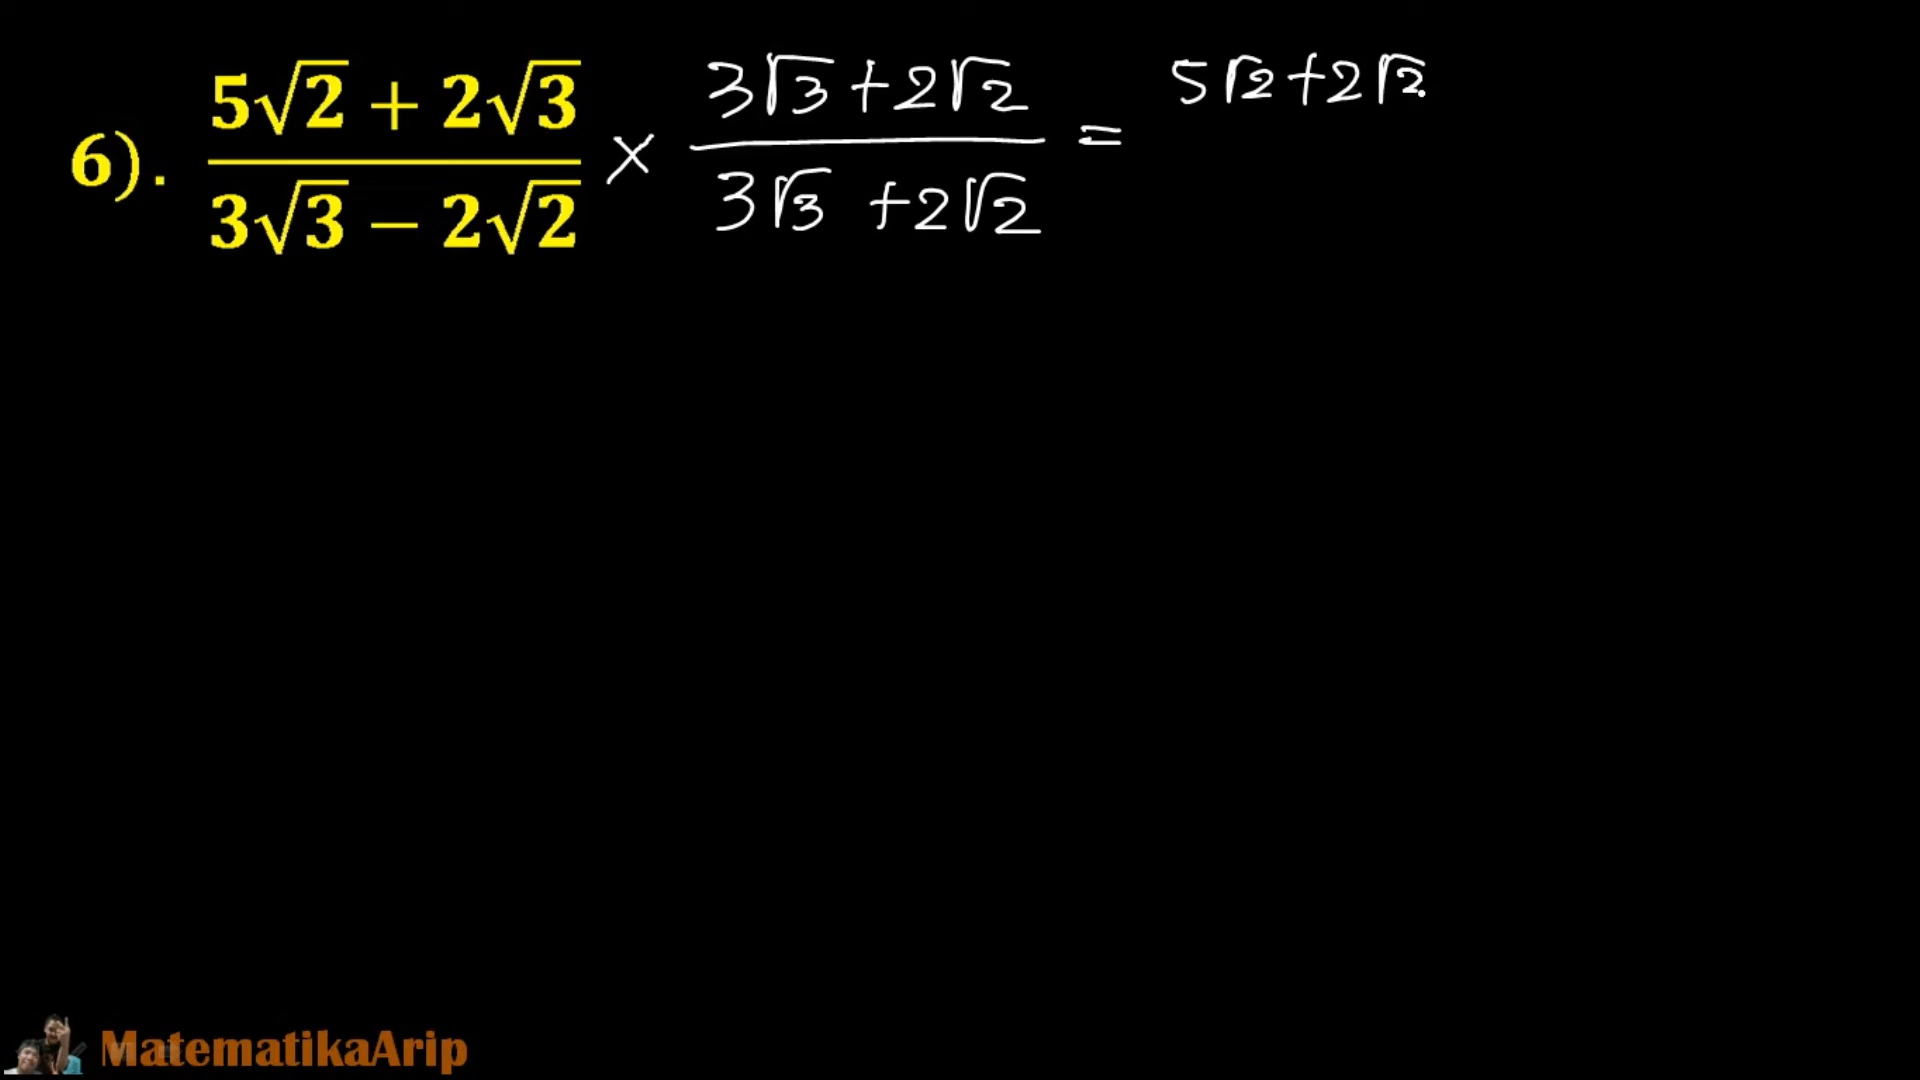 6). (5√2 + 2√3)/(3√3 − 2√2) × (3√3 + 2√2)/(3√3 + 2√2) = 5√2 + 2√2
MatematikaArip